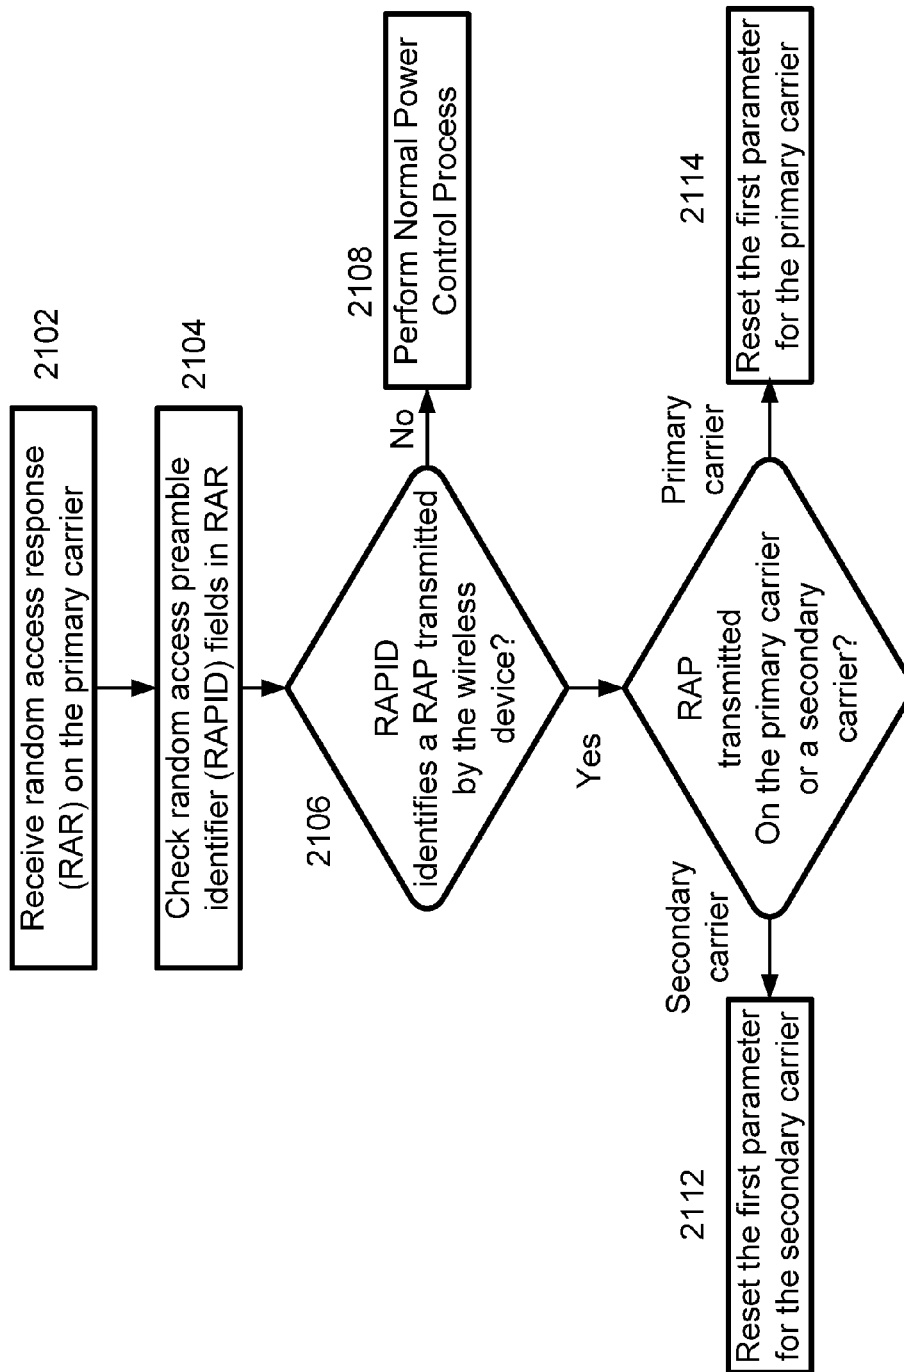 2102
Receive random access response
(RAR) on the primary carrier
2104
Check random access preamble
identifier (RAPID) fields in RAR
2106
RAPID
identifies a RAP transmitted
by the wireless
device?
No
2108
Perform Normal Power
Control Process
Yes
RAP
transmitted
On the primary carrier
or a secondary
carrier?
Secondary
carrier
Primary
carrier
2112
Reset the first parameter
for the secondary carrier
2114
Reset the first parameter
for the primary carrier